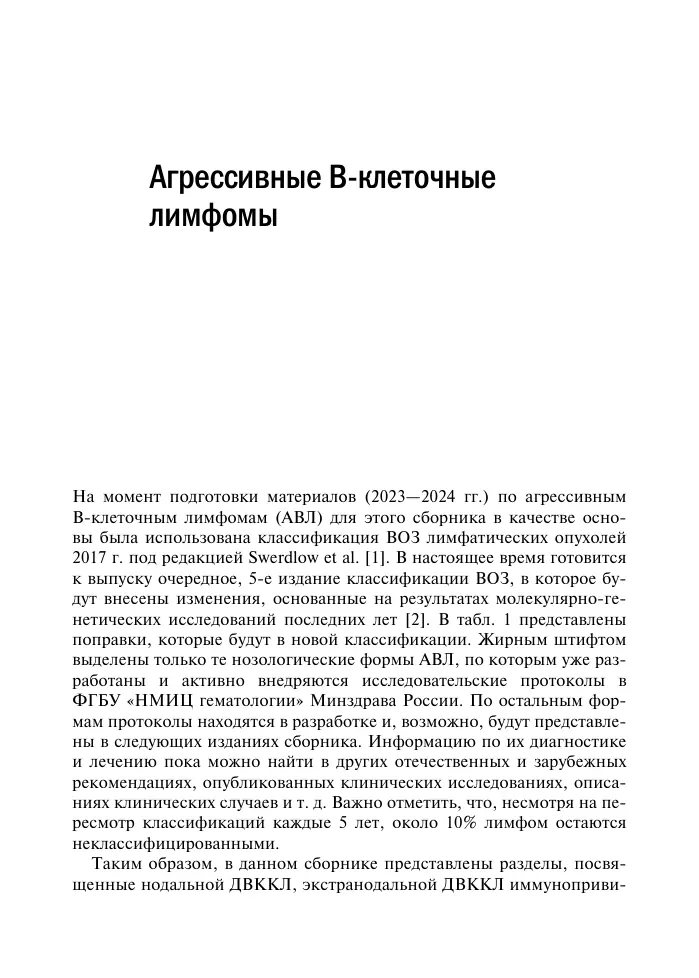 Агрессивные В-клеточные
лимфомы
На момент подготовки материалов (2023—2024 гг.) по агрессивным
В-клеточным лимфомам (АВЛ) для этого сборника в качестве осно-
вы была использована классификация ВОЗ лимфатических опухолей
2017 г. под редакцией Swerdlow et al. [1]. В настоящее время готовится
к выпуску очередное, 5-е издание классификации ВОЗ, в которое бу-
дут внесены изменения, основанные на результатах молекулярно-ге-
нетических исследований последних лет [2]. В табл. 1 представлены
поправки, которые будут в новой классификации. Жирным штифтом
выделены только те нозологические формы АВЛ, по которым уже раз-
работаны и активно внедряются исследовательские протоколы в
ФГБУ «НМИЦ гематологии» Минздрава России. По остальным фор-
мам протоколы находятся в разработке и, возможно, будут представле-
ны в следующих изданиях сборника. Информацию по их диагностике
и лечению пока можно найти в других отечественных и зарубежных
рекомендациях, опубликованных клинических исследованиях, описа-
ниях клинических случаев и т. д. Важно отметить, что, несмотря на пе-
ресмотр классификаций каждые 5 лет, около 10% лимфом остаются
неклассифицированными.
Таким образом, в данном сборнике представлены разделы, посвя-
щенные нодальной ДВККЛ, экстранодальной ДВККЛ иммуноприви-